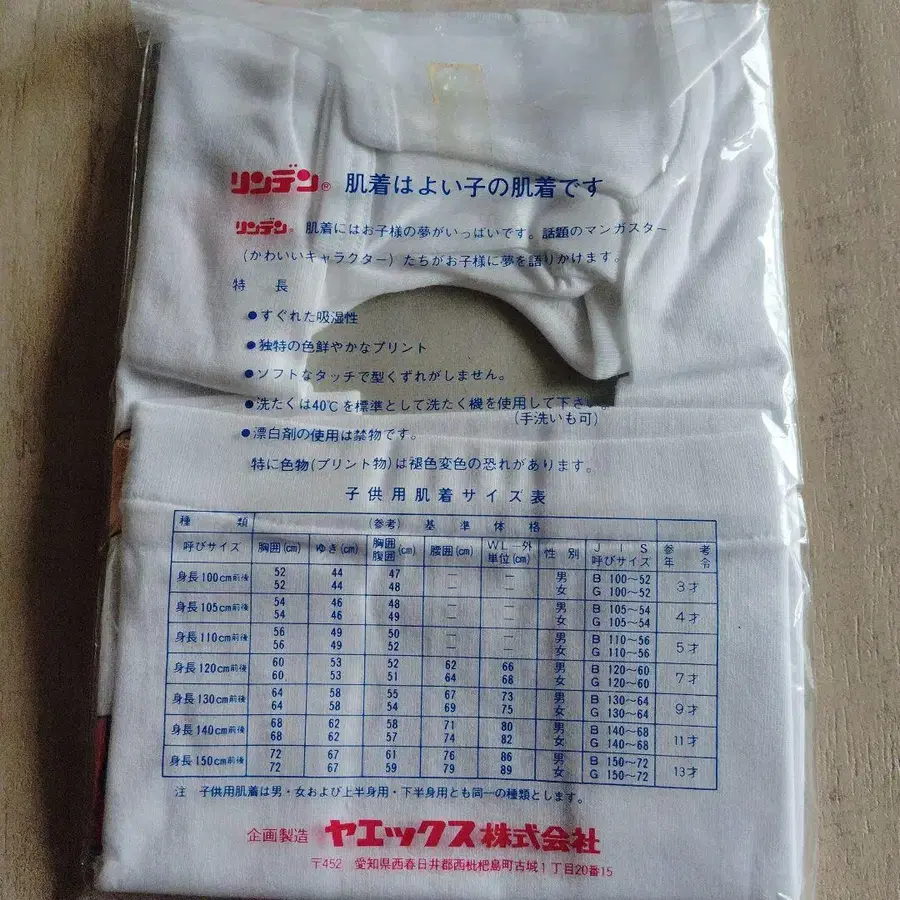 リンデン® 肌着はよい子の肌着です
リンデン® 肌着にはお子様の夢がいっぱいです。話題のマンガスター
(かわいいキャラクター)たちがお子様に夢を語りかけます。
特 長
●すぐれた吸湿性
●独特の色鮮やかなプリント
●ソフトなタッチで型くずれがしません。
●洗たくは40℃を標準として洗たく機を使用して下さい。
(手洗いも可)
●漂白剤の使用は禁物です。
特に色物(プリント物)は褪色変色の恐れがあります。
子供用肌着サイズ表
種 類 (参考) 基 準 体 格 参 考
呼びサイズ 胸囲(cm) ゆき(cm) 胸囲腹囲(cm) 腰囲(cm) WL―外単位(cm) 性 別 J S 呼びサイズ 年 令
身長100cm前後 52 44 47 — — 男 B 100〜52 3才
52 44 48 — — 女 G 100〜52
身長105cm前後 54 46 48 — — 男 B 105〜54 4才
54 46 49 — — 女 G 105〜54
身長110cm前後 56 49 50 — — 男 B 110〜56 5才
56 49 52 — — 女 G 110〜56
身長120cm前後 60 53 52 62 66 男 B 120〜60 7才
60 53 51 64 68 女 G 120〜60
身長130cm前後 64 58 55 67 73 男 B 130〜64 9才
64 58 54 69 75 女 G 130〜64
身長140cm前後 68 62 58 71 80 男 B 140〜68 11才
68 62 57 74 82 女 G 140〜68
身長150cm前後 72 67 61 76 86 男 B 150〜72 13才
72 67 59 79 89 女 G 150〜72
注 子供用肌着は男・女および上半身用・下半身用とも同一の種類とします。
企画製造 ヤエックス株式会社
〒452 愛知県西春日井郡西枇杷島町古城1丁目20番15